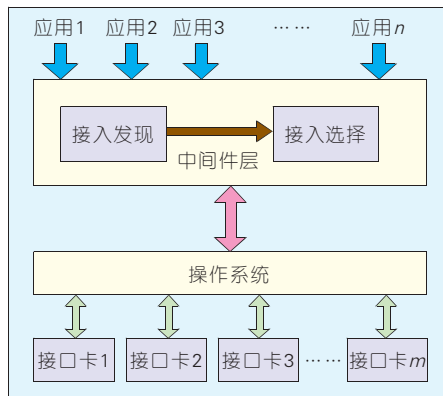 应用1 应用2 应用3 …… 应用n
接入发现 接入选择
中间件层
操作系统
接口卡1 接口卡2 接口卡3 …… 接口卡m